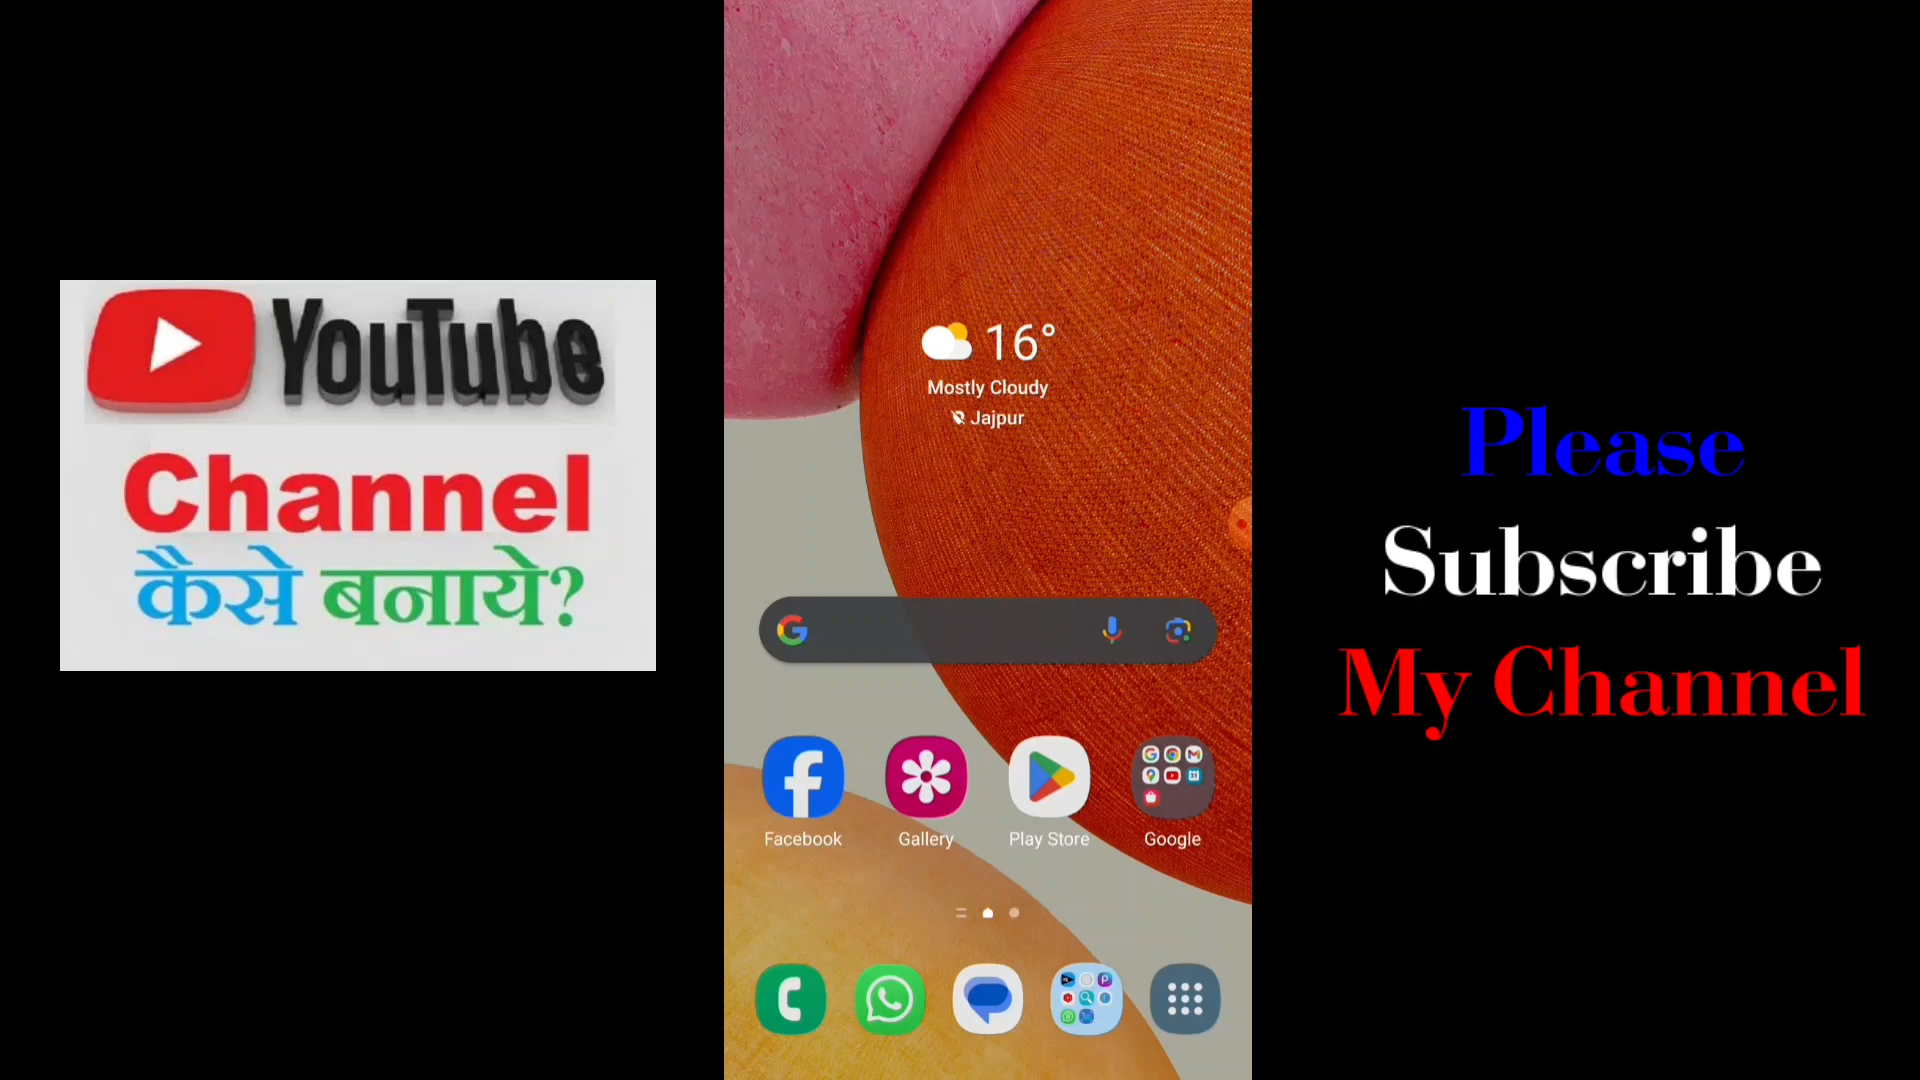 YouTube
Channel
कैसे बनाये?
16°
Mostly Cloudy
Jajpur
Facebook
Gallery
Play Store
Google
Please
Subscribe
My Channel